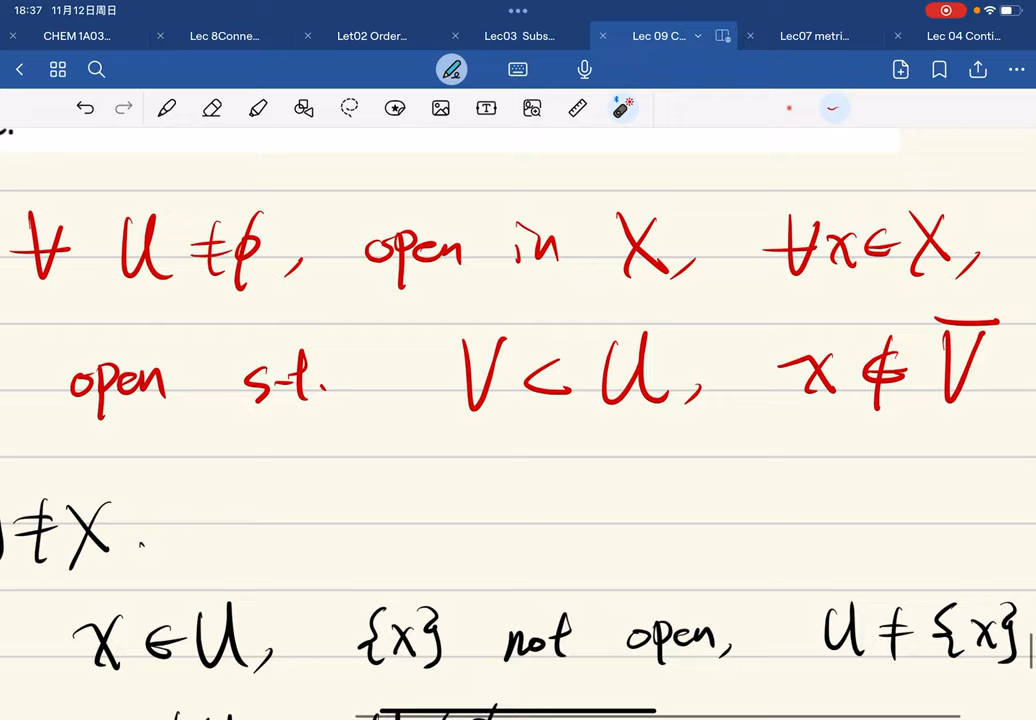 18:37 11月12日周日
CHEM 1A03... Lec 8Conne... Let02 Order... Lec03 Subs... Lec 09 C... Lec07 metri... Lec 04 Conti...
∀ U ≠ϕ, open in X, ∀x∈X,
open s.t. V⊂U, x∉V̅
≠X.
x∈U, {x} not open, U≠{x}